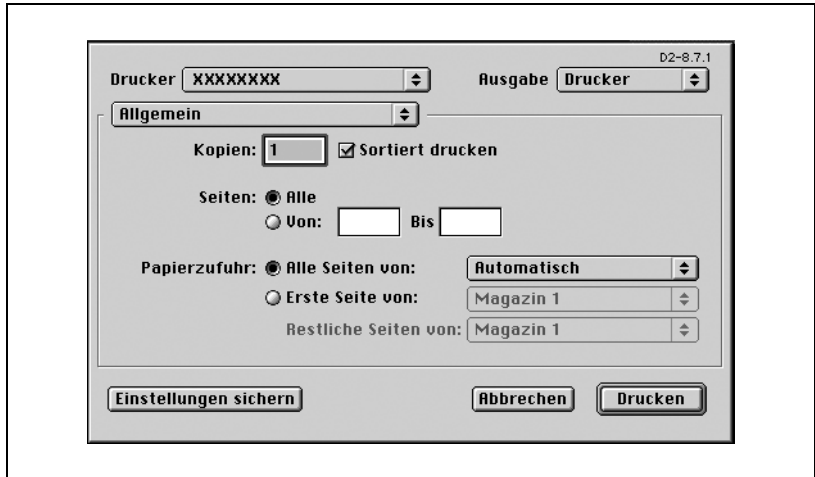 D2-8.7.1
Drucker XXXXXXXX Ausgabe Drucker
Allgemein
Kopien: 1 Sortiert drucken
Seiten: Alle
Von: Bis
Papierzufuhr: Alle Seiten von: Automatisch
Erste Seite von: Magazin 1
Restliche Seiten von: Magazin 1
Einstellungen sichern Abbrechen Drucken